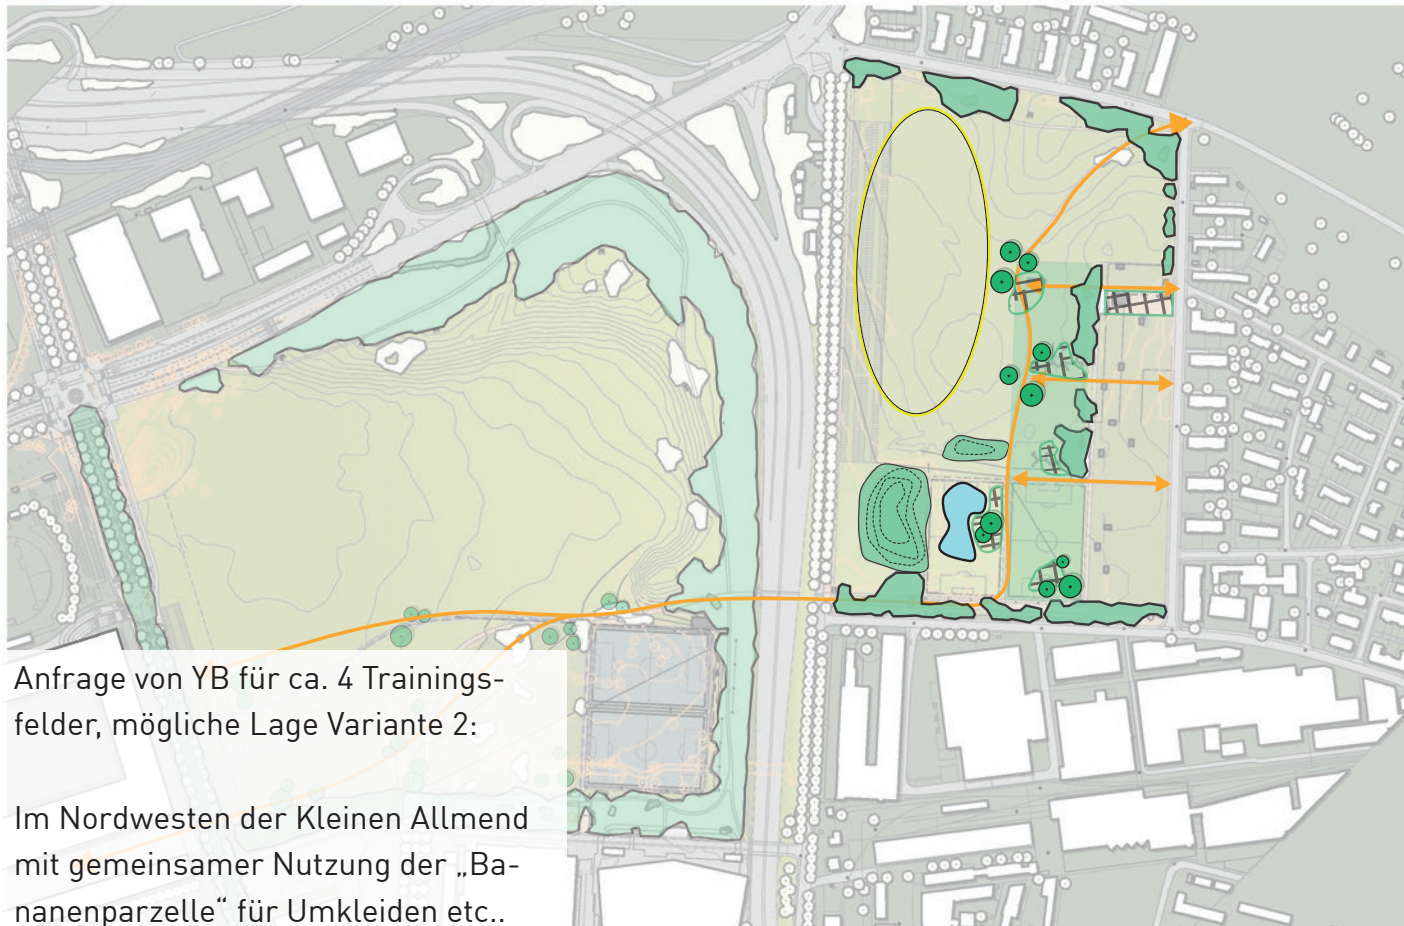 Anfrage von YB für ca. 4 Trainings-
felder, mögliche Lage Variante 2:
Im Nordwesten der Kleinen Allmend
mit gemeinsamer Nutzung der „Ba-
nanenparzelle“ für Umkleiden etc..